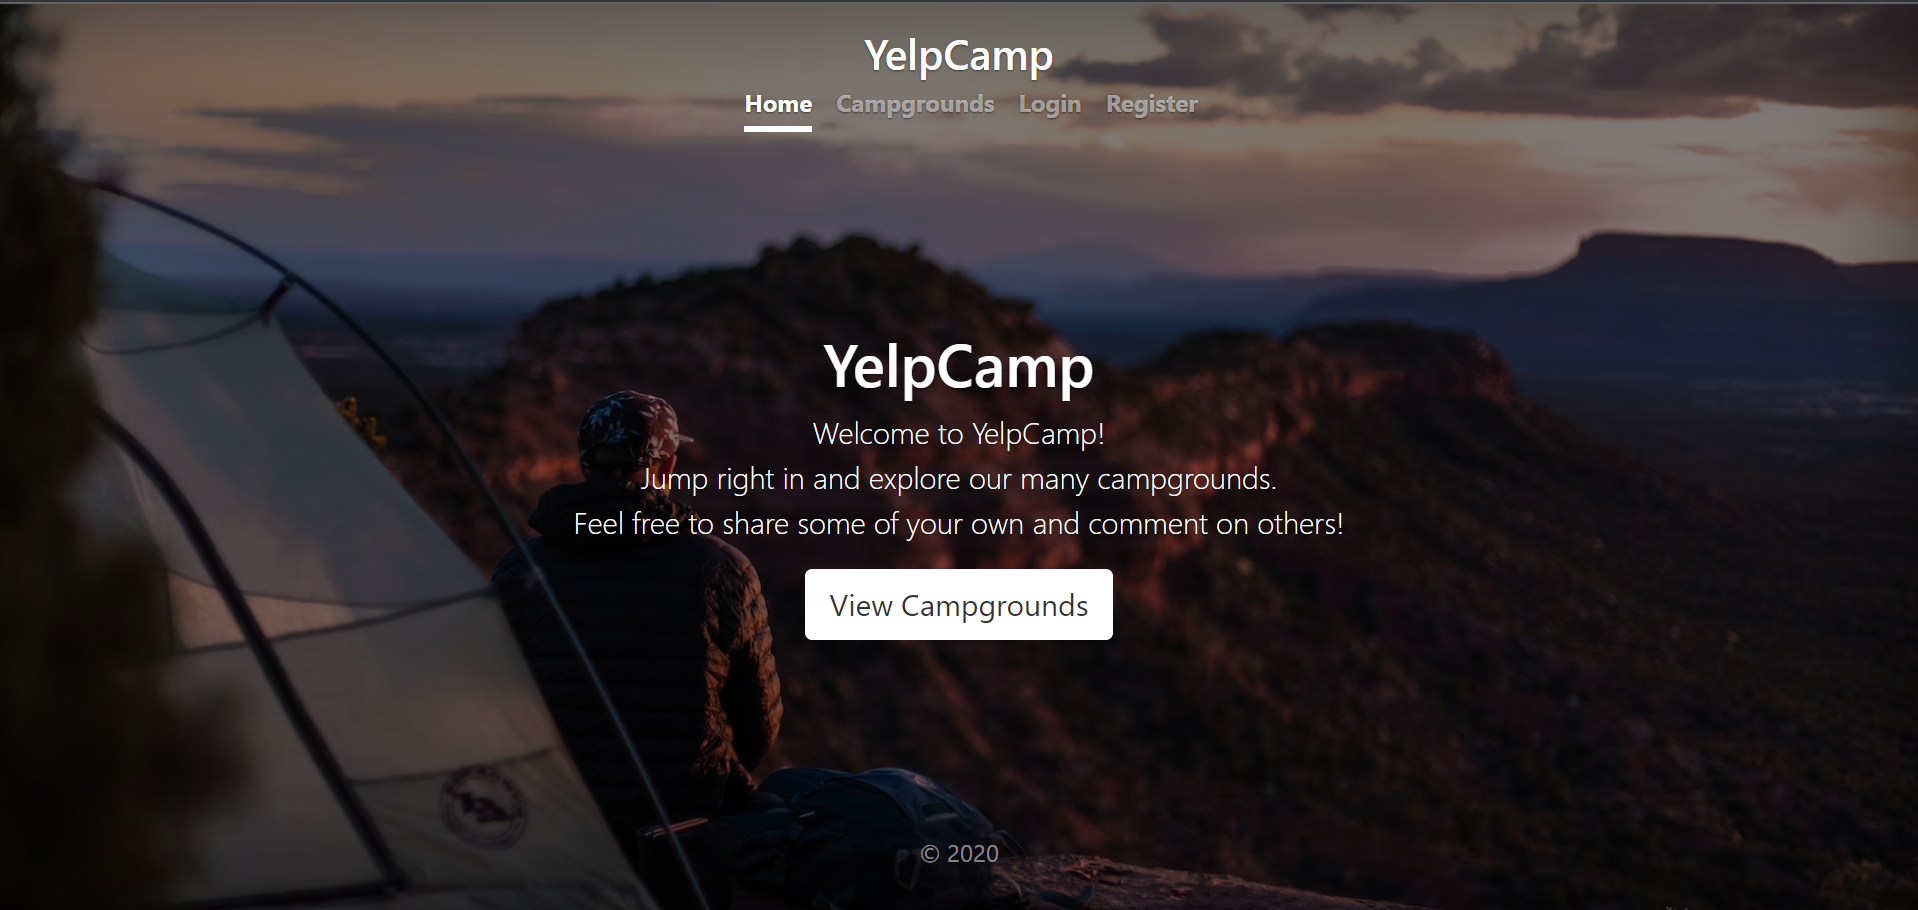 YelpCamp
Home Campgrounds Login Register
YelpCamp
Welcome to YelpCamp!
Jump right in and explore our many campgrounds.
Feel free to share some of your own and comment on others!
View Campgrounds
© 2020